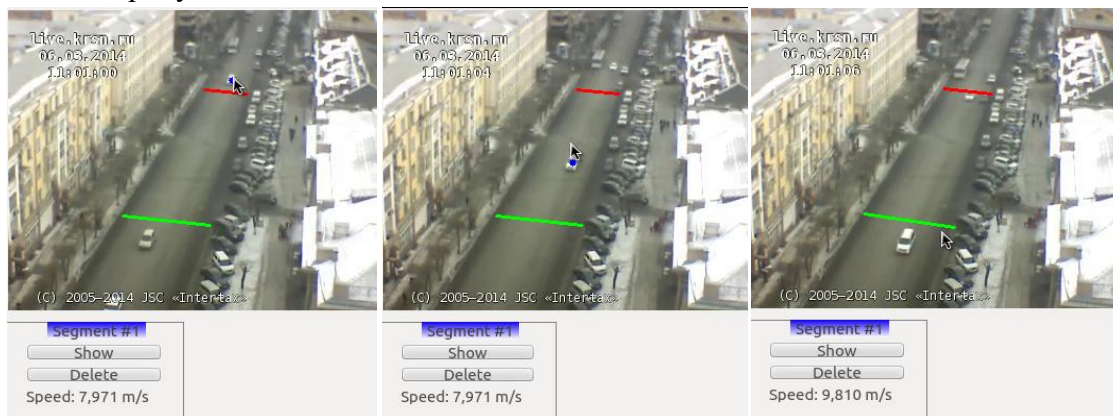 live.krsn.ru
06.03.2014
11:01:00
(C) 2005–2014 JSC «Intertax»
Segment #1
Show
Delete
Speed: 7,971 m/s
live.krsn.ru
06.03.2014
11:01:04
(C) 2005–2014 JSC «Intertax»
Segment #1
Show
Delete
Speed: 7,971 m/s
live.krsn.ru
06.03.2014
11:01:06
(C) 2005–2014 JSC «Intertax»
Segment #1
Show
Delete
Speed: 9,810 m/s